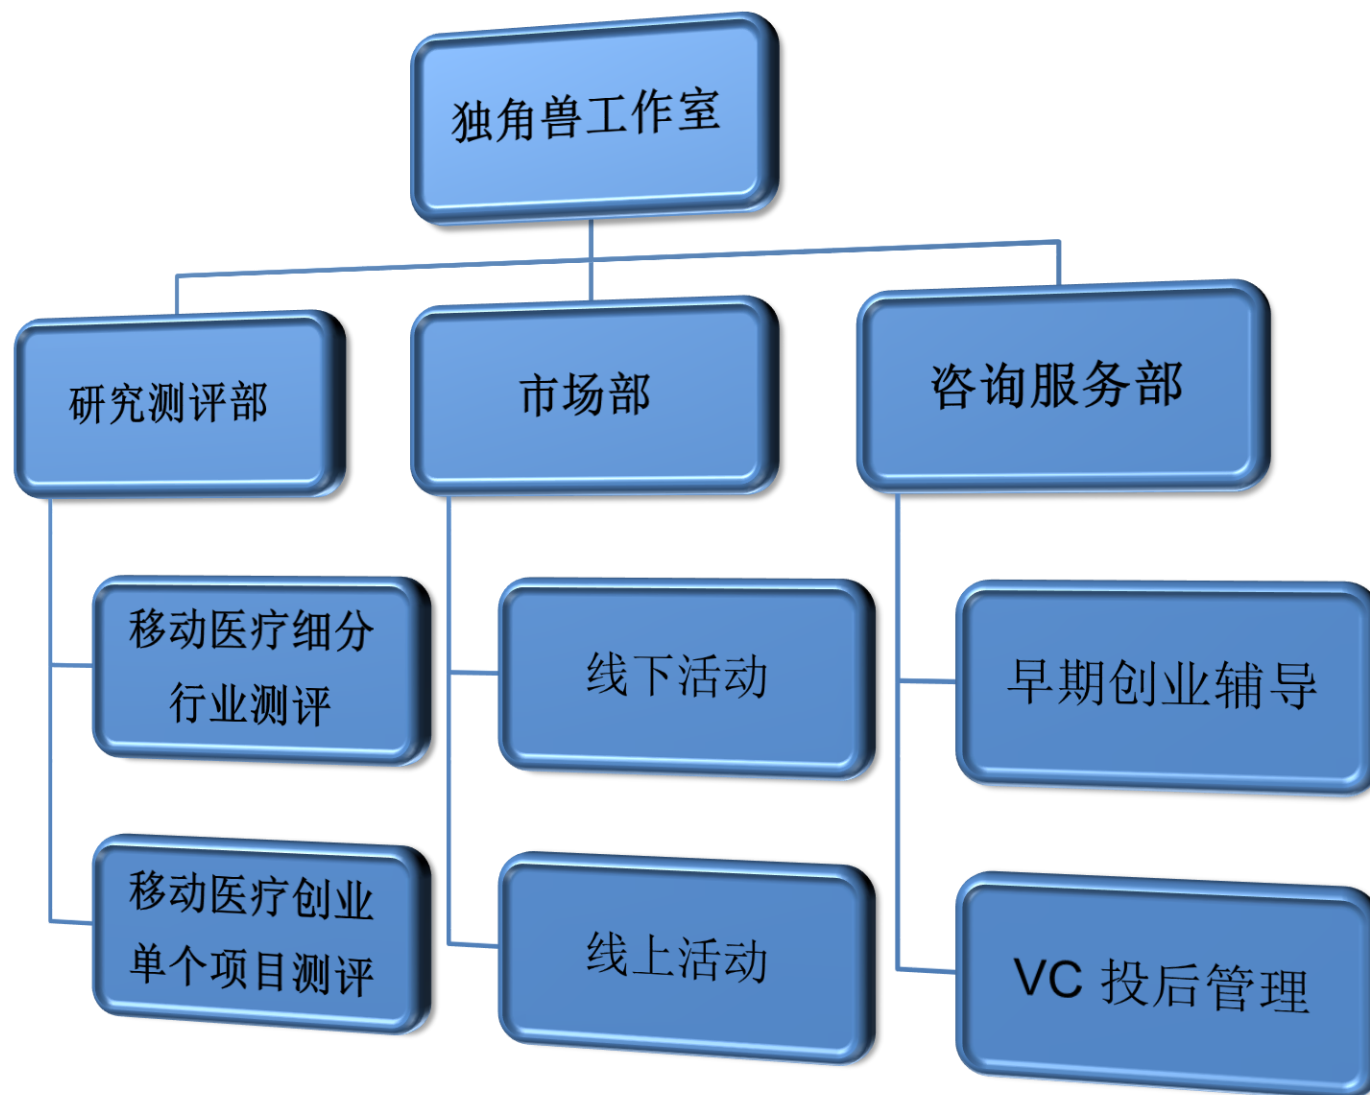 独角兽工作室
研究测评部
市场部
咨询服务部
移动医疗细分
行业测评
线下活动
早期创业辅导
移动医疗创业
单个项目测评
线上活动
VC 投后管理